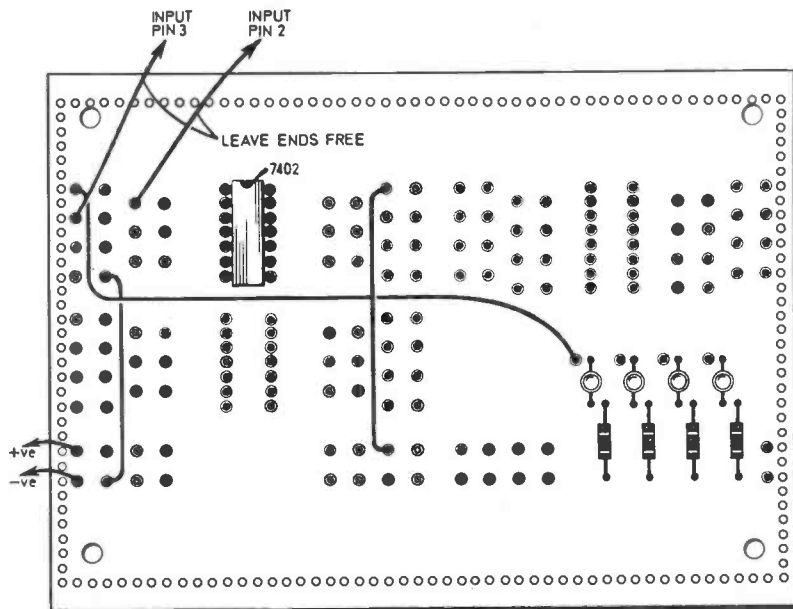 INPUT
PIN 3
INPUT
PIN 2
LEAVE ENDS FREE
7402
+ve
-ve